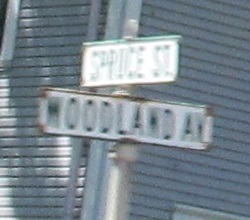 SPRUCE ST.
WOODLAND AV